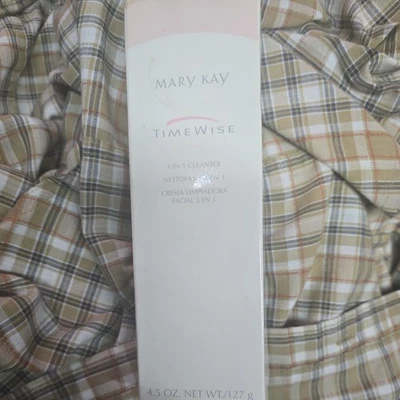 MARY KAY
TIMEWISE
3-IN-1 CLEANSER
NETTOYANT 3 EN 1
CREMA LIMPIADORA
FACIAL 3 EN 1
4.5 OZ. NET WT./127 g